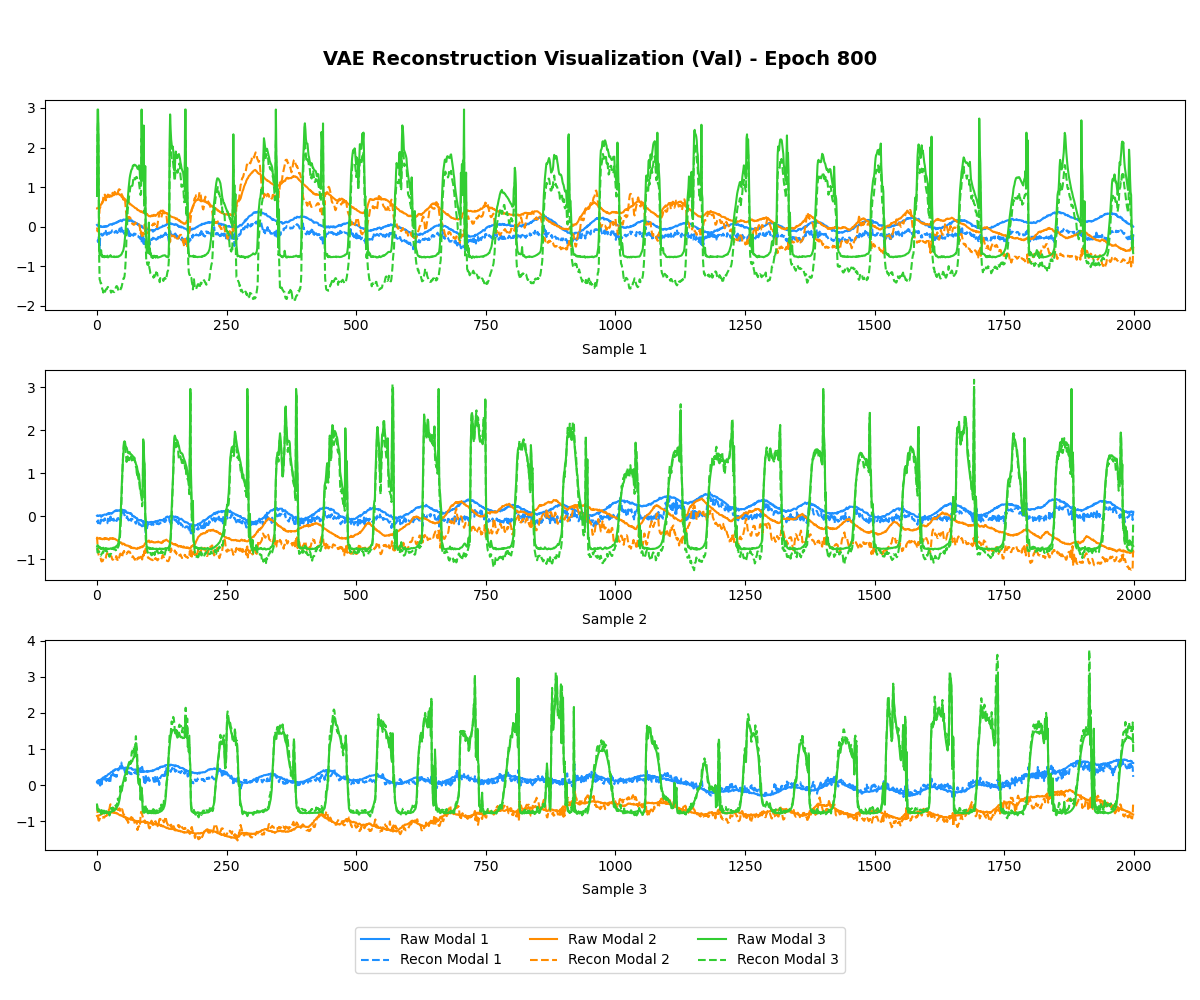 VAE Reconstruction Visualization (Val) - Epoch 800
3
2
1
0
−1
−2
0 250 500 750 1000 1250 1500 1750 2000
Sample 1
3
2
1
0
−1
0 250 500 750 1000 1250 1500 1750 2000
Sample 2
4
3
2
1
0
−1
0 250 500 750 1000 1250 1500 1750 2000
Sample 3
Raw Modal 1 Raw Modal 2 Raw Modal 3
Recon Modal 1 Recon Modal 2 Recon Modal 3